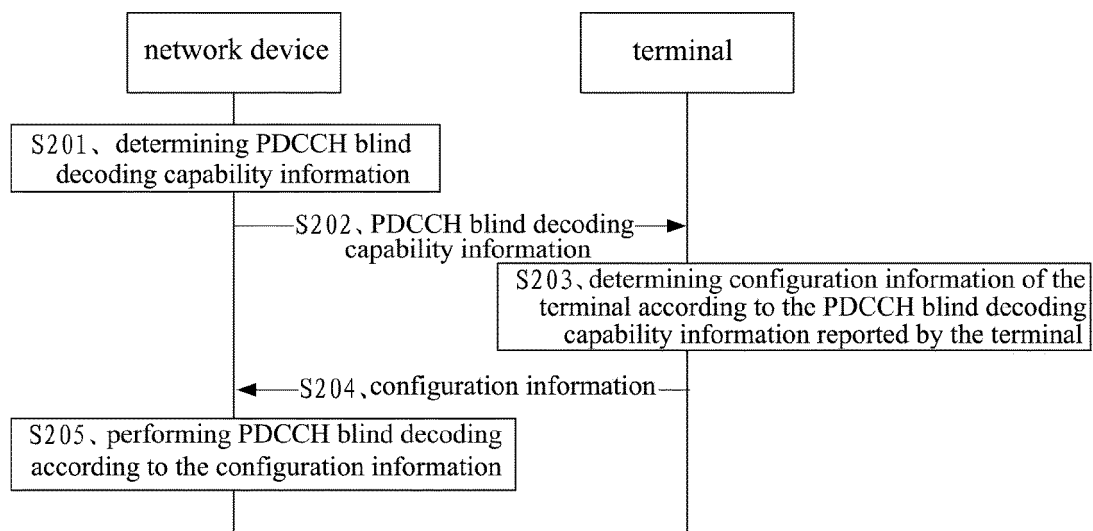 network device
terminal
S201、determining PDCCH blind
decoding capability information
S202、PDCCH blind decoding
capability information
S203、determining configuration information of the
terminal according to the PDCCH blind decoding
capability information reported by the terminal
S204、configuration information
S205、performing PDCCH blind decoding
according to the configuration information